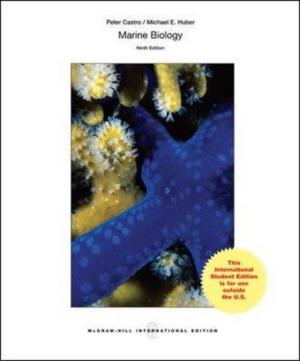 Peter Castro / Michael E. Huber
Marine Biology
Ninth Edition
This
International
Student Edition
is for use
outside
the U.S.
McGRAW-HILL INTERNATIONAL EDITION